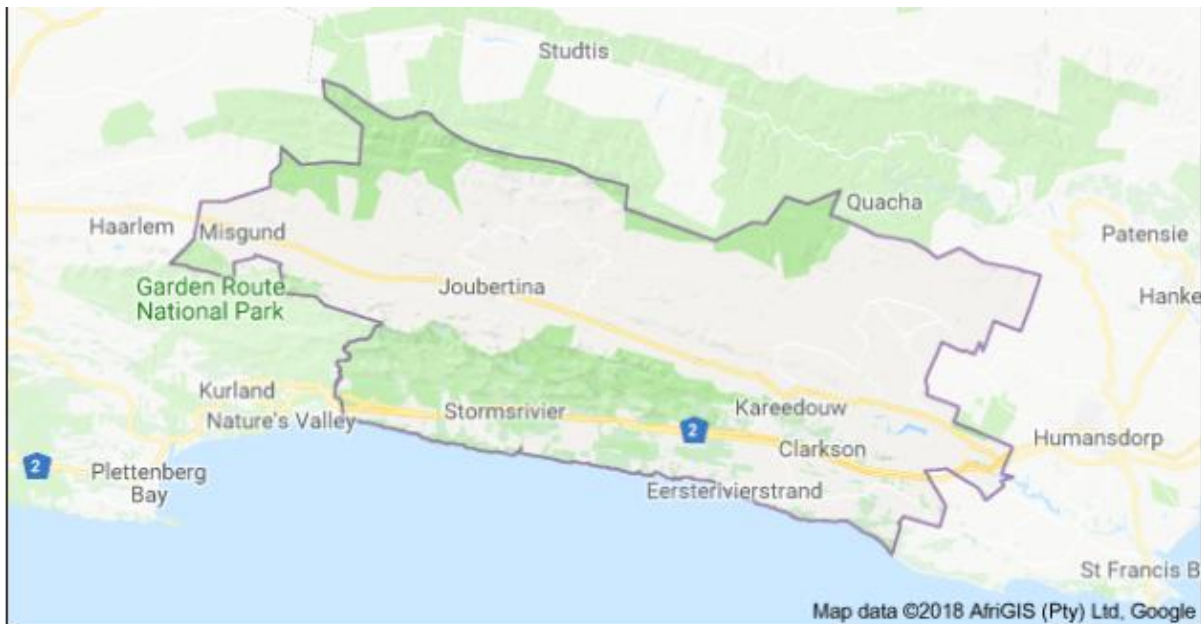 Studtis
Quacha
Haarlem
Misgund
Patensie
Joubertina
Garden Route
National Park
Hanke
Kurland
Nature's Valley
Stormsrivier
Kareedouw
2
Clarkson
Humansdorp
2
Plettenberg
Bay
Eersterivierstrand
St Francis B
Map data ©2018 AfriGIS (Pty) Ltd, Google